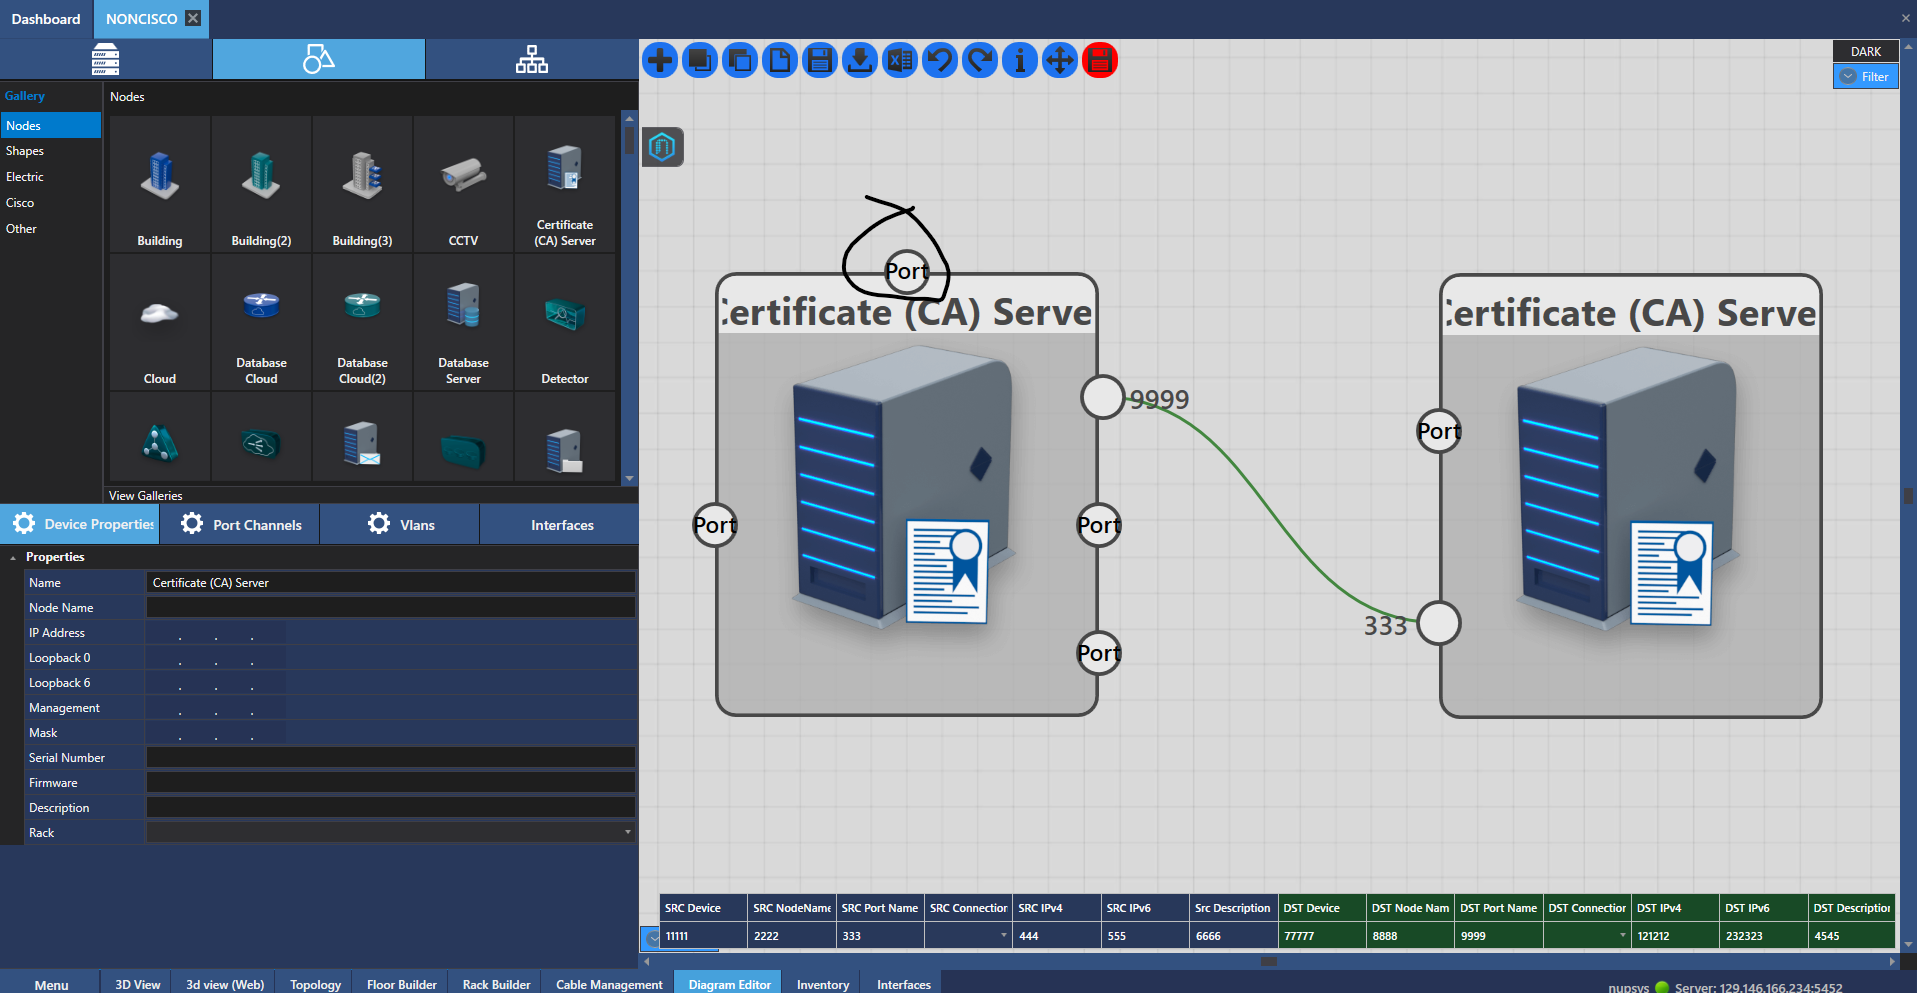 Dashboard
NONCISCO
DARK
Filter
Gallery
Nodes
Shapes
Electric
Cisco
Other
Nodes
Building
Building(2)
Building(3)
CCTV
Certificate
(CA) Server
Cloud
Database
Cloud
Database
Cloud(2)
Database
Server
Detector
View Galleries
Device Properties
Port Channels
Vlans
Interfaces
Properties
Name
Certificate (CA) Server
Node Name
IP Address
. . .
Loopback 0
. . .
Loopback 6
. . .
Management
. . .
Mask
. . .
Serial Number
Firmware
Description
Rack
Port
Certificate (CA) Serve
9999
Port
Port
Port
Certificate (CA) Serve
Port
333
SRC Device SRC NodeName SRC Port Name SRC Connection SRC IPv4 SRC IPv6 Src Description DST Device DST Node Nam DST Port Name DST Connection DST IPv4 DST IPv6 DST Description
11111 2222 333 444 555 6666 77777 8888 9999 121212 232323 4545
Menu
3D View
3d view (Web)
Topology
Floor Builder
Rack Builder
Cable Management
Diagram Editor
Inventory
Interfaces
nupsys
Server: 129.146.166.234:5452